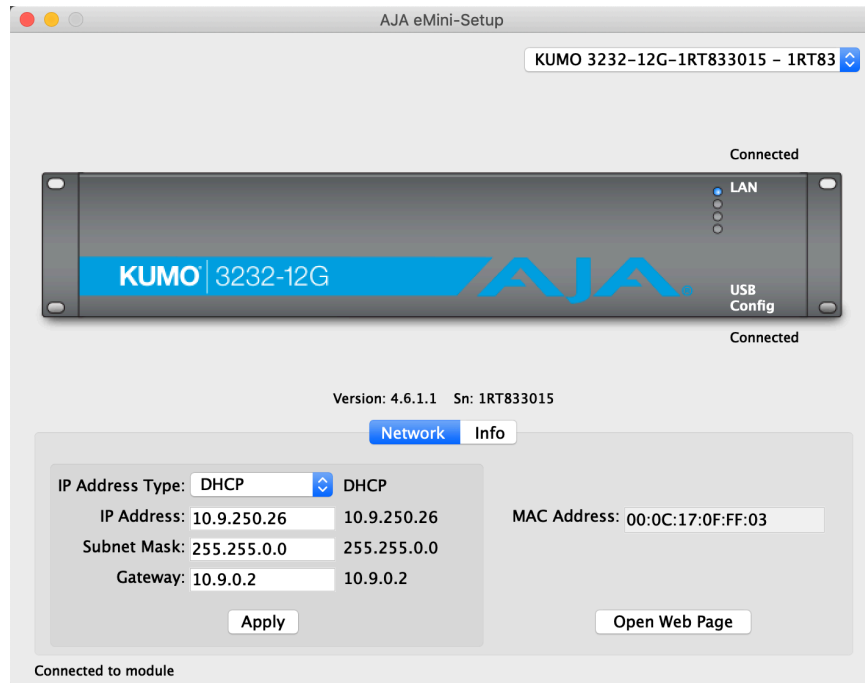 AJA eMini-Setup
KUMO 3232-12G-1RT833015 - 1RT83
Connected
LAN
KUMO 3232-12G
AJA
USB
Config
Connected
Version: 4.6.1.1 Sn: 1RT833015
Network Info
IP Address Type: DHCP DHCP
IP Address: 10.9.250.26 10.9.250.26
MAC Address: 00:0C:17:0F:FF:03
Subnet Mask: 255.255.0.0 255.255.0.0
Gateway: 10.9.0.2 10.9.0.2
Apply
Open Web Page
Connected to module